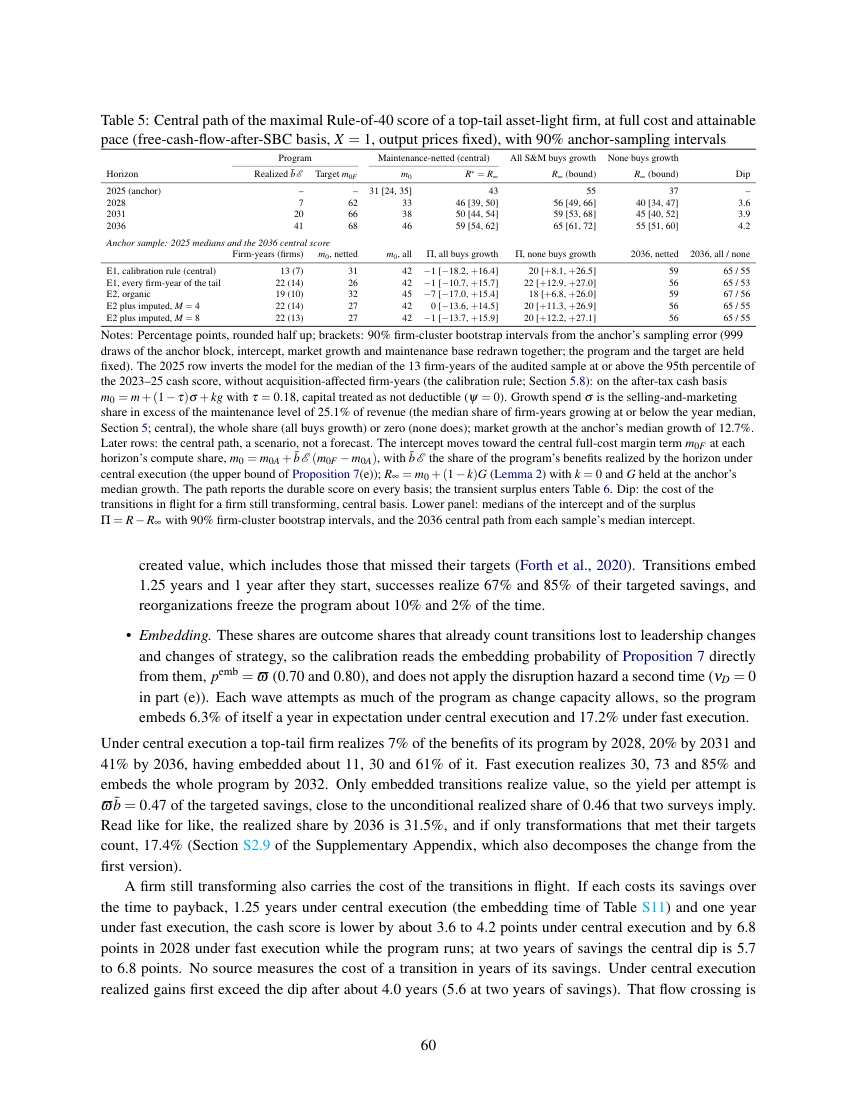 Table 5: Central path of the maximal Rule-of-40 score of a top-tail asset-light firm, at full cost and attainable
pace (free-cash-flow-after-SBC basis, X = 1, output prices fixed), with 90% anchor-sampling intervals
Program Maintenance-netted (central) All S&M buys growth None buys growth
Horizon Realized b̄ℰ Target m0F m0 R* = R∞ R∞ (bound) R∞ (bound) Dip
2025 (anchor) – – 31 [24, 35] 43 55 37 –
2028 7 62 33 46 [39, 50] 56 [49, 66] 40 [34, 47] 3.6
2031 20 66 38 50 [44, 54] 59 [53, 68] 45 [40, 52] 3.9
2036 41 68 46 59 [54, 62] 65 [61, 72] 55 [51, 60] 4.2
Anchor sample: 2025 medians and the 2036 central score
Firm-years (firms) m0, netted m0, all Π, all buys growth Π, none buys growth 2036, netted 2036, all / none
E1, calibration rule (central) 13 (7) 31 42 −1 [−18.2, +16.4] 20 [+8.1, +26.5] 59 65 / 55
E1, every firm-year of the tail 22 (14) 26 42 −1 [−10.7, +15.7] 22 [+12.9, +27.0] 56 65 / 53
E2, organic 19 (10) 32 45 −7 [−17.0, +15.4] 18 [+6.8, +26.0] 59 67 / 56
E2 plus imputed, M = 4 22 (14) 27 42 0 [−13.6, +14.5] 20 [+11.3, +26.9] 56 65 / 55
E2 plus imputed, M = 8 22 (13) 27 42 −1 [−13.7, +15.9] 20 [+12.2, +27.1] 56 65 / 55
Notes: Percentage points, rounded half up; brackets: 90% firm-cluster bootstrap intervals from the anchor's sampling error (999
draws of the anchor block, intercept, market growth and maintenance base redrawn together; the program and the target are held
fixed). The 2025 row inverts the model for the median of the 13 firm-years of the audited sample at or above the 95th percentile of
the 2023–25 cash score, without acquisition-affected firm-years (the calibration rule; Section 5.8): on the after-tax cash basis
m0 = m + (1 − τ)σ + kg with τ = 0.18, capital treated as not deductible (ψ = 0). Growth spend σ is the selling-and-marketing
share in excess of the maintenance level of 25.1% of revenue (the median share of firm-years growing at or below the year median,
Section 5; central), the whole share (all buys growth) or zero (none does); market growth at the anchor's median growth of 12.7%.
Later rows: the central path, a scenario, not a forecast. The intercept moves toward the central full-cost margin term m0F at each
horizon's compute share, m0 = m0A + b̄ℰ(m0F − m0A), with b̄ℰ the share of the program's benefits realized by the horizon under
central execution (the upper bound of Proposition 7(e)); R∞ = m0 + (1 − k)G (Lemma 2) with k = 0 and G held at the anchor's
median growth. The path reports the durable score on every basis; the transient surplus enters Table 6. Dip: the cost of the
transitions in flight for a firm still transforming, central basis. Lower panel: medians of the intercept and of the surplus
Π = R − R∞ with 90% firm-cluster bootstrap intervals, and the 2036 central path from each sample's median intercept.
created value, which includes those that missed their targets (Forth et al., 2020). Transitions embed
1.25 years and 1 year after they start, successes realize 67% and 85% of their targeted savings, and
reorganizations freeze the program about 10% and 2% of the time.
• Embedding. These shares are outcome shares that already count transitions lost to leadership changes
and changes of strategy, so the calibration reads the embedding probability of Proposition 7 directly
from them, p^emb = ϖ (0.70 and 0.80), and does not apply the disruption hazard a second time (νD = 0
in part (e)). Each wave attempts as much of the program as change capacity allows, so the program
embeds 6.3% of itself a year in expectation under central execution and 17.2% under fast execution.
Under central execution a top-tail firm realizes 7% of the benefits of its program by 2028, 20% by 2031 and
41% by 2036, having embedded about 11, 30 and 61% of it. Fast execution realizes 30, 73 and 85% and
embeds the whole program by 2032. Only embedded transitions realize value, so the yield per attempt is
ϖb̄ = 0.47 of the targeted savings, close to the unconditional realized share of 0.46 that two surveys imply.
Read like for like, the realized share by 2036 is 31.5%, and if only transformations that met their targets
count, 17.4% (Section S2.9 of the Supplementary Appendix, which also decomposes the change from the
first version).
A firm still transforming also carries the cost of the transitions in flight. If each costs its savings over
the time to payback, 1.25 years under central execution (the embedding time of Table S11) and one year
under fast execution, the cash score is lower by about 3.6 to 4.2 points under central execution and by 6.8
points in 2028 under fast execution while the program runs; at two years of savings the central dip is 5.7
to 6.8 points. No source measures the cost of a transition in years of its savings. Under central execution
realized gains first exceed the dip after about 4.0 years (5.6 at two years of savings). That flow crossing is
60